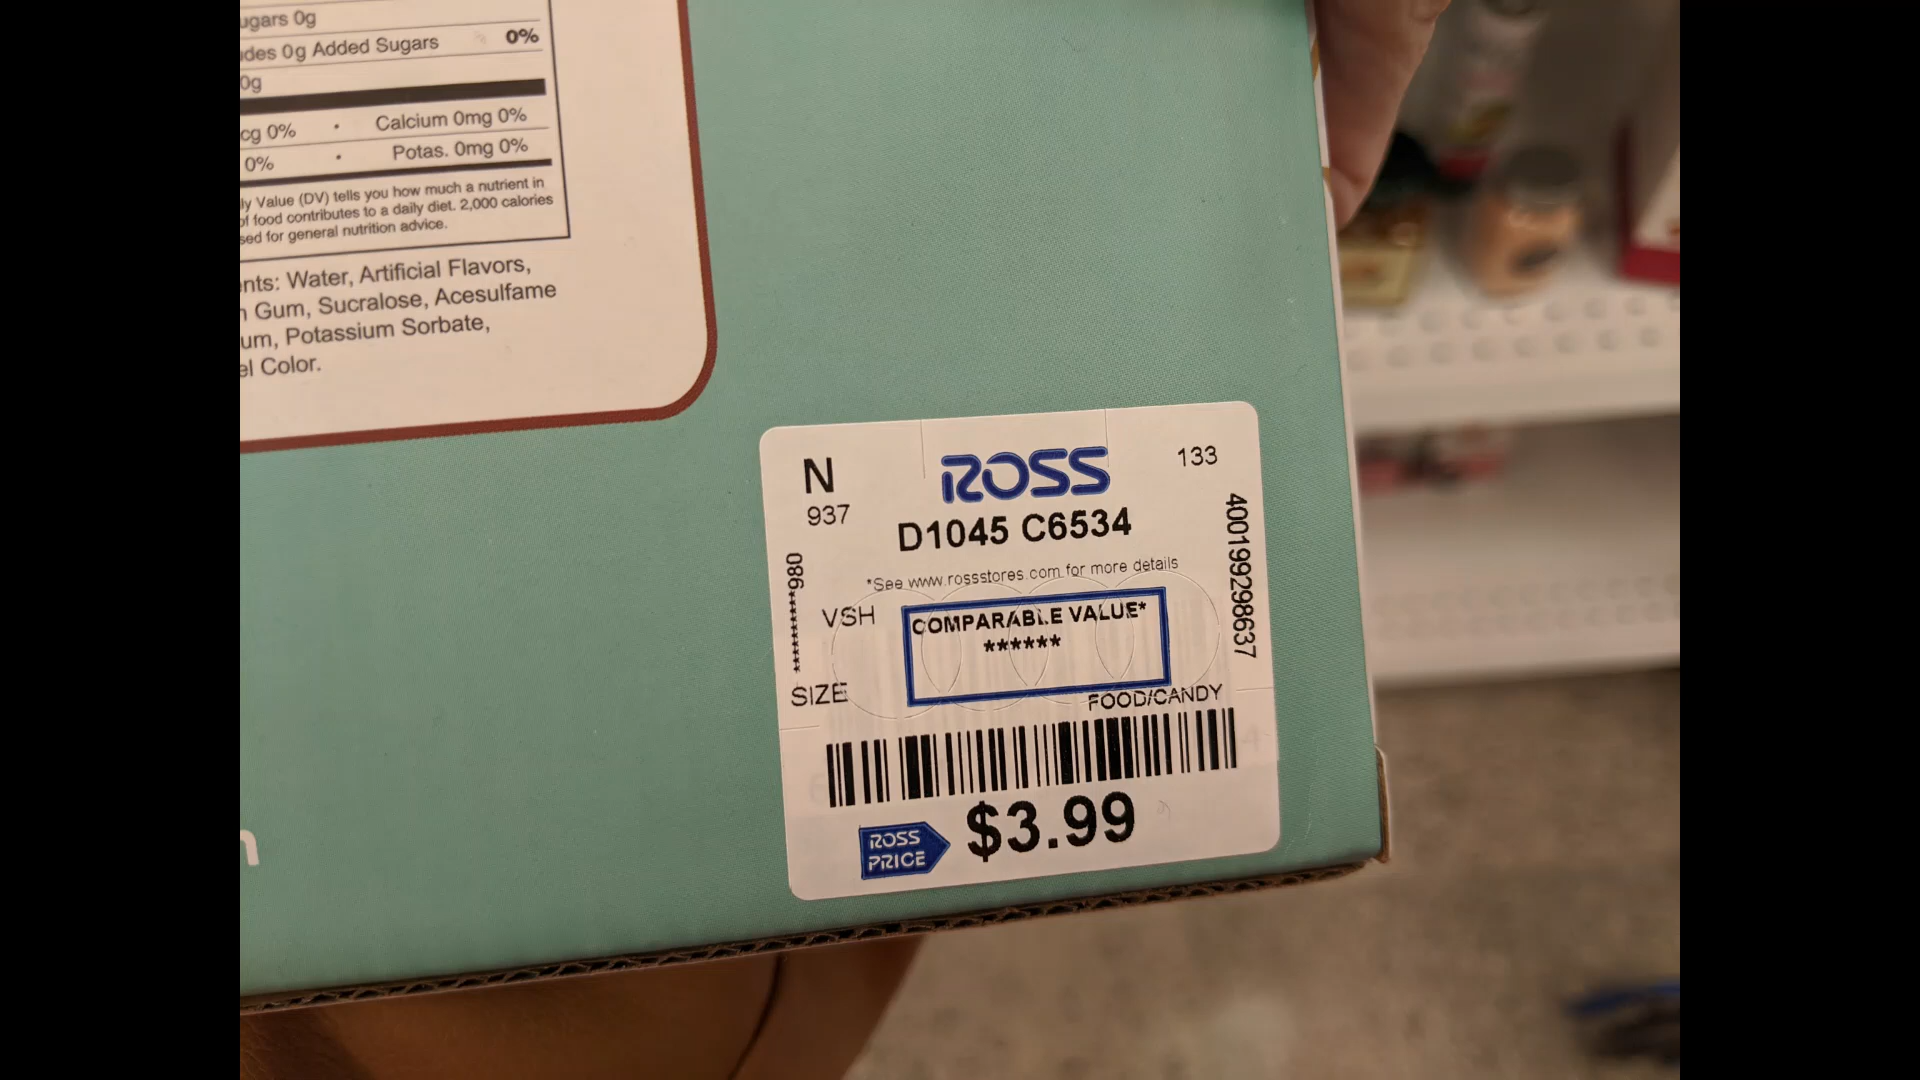 ugars 0g
des 0g Added Sugars 0%
0g
cg 0% • Calcium 0mg 0%
0% • Potas. 0mg 0%
ly Value (DV) tells you how much a nutrient in
of food contributes to a daily diet. 2,000 calories
sed for general nutrition advice.
nts: Water, Artificial Flavors,
n Gum, Sucralose, Acesulfame
um, Potassium Sorbate,
el Color.
N
ROSS
133
937
D1045 C6534
*See www.rossstores.com for more details
*********980
400199298637
VSH
COMPARABLE VALUE*
******
SIZE
FOOD/CANDY
ROSS
PRICE
$3.99